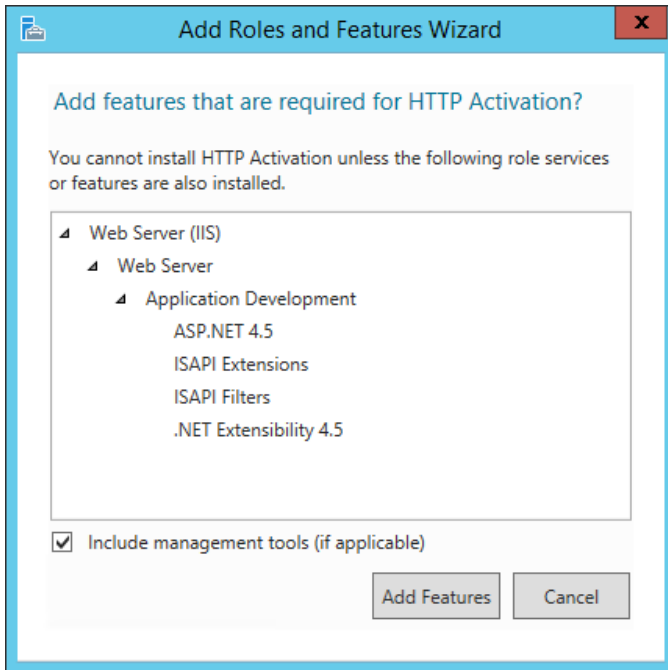 Add Roles and Features Wizard
x
Add features that are required for HTTP Activation?
You cannot install HTTP Activation unless the following role services
or features are also installed.
Web Server (IIS)
Web Server
Application Development
ASP.NET 4.5
ISAPI Extensions
ISAPI Filters
.NET Extensibility 4.5
Include management tools (if applicable)
Add Features
Cancel